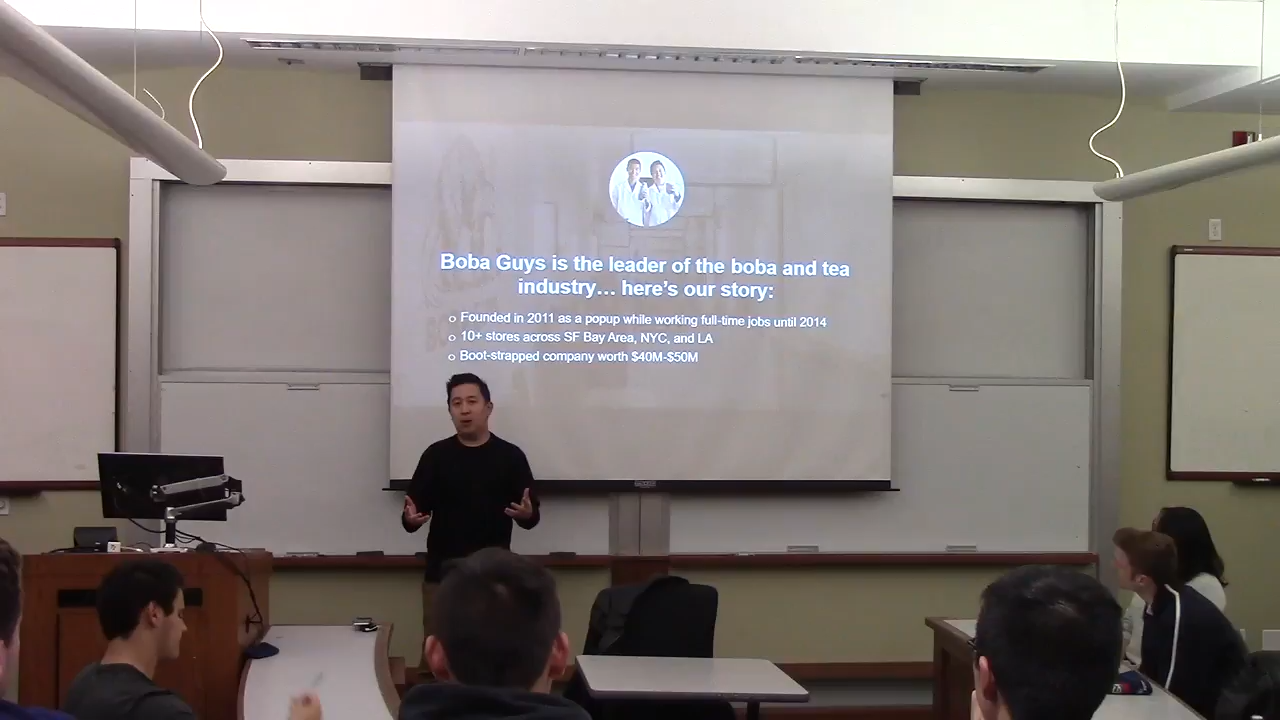 Boba Guys is the leader of the boba and tea
industry… here's our story:
o Founded in 2011 as a popup while working full-time jobs until 2014
o 10+ stores across SF Bay Area, NYC, and LA
o Boot-strapped company worth $40M-$50M